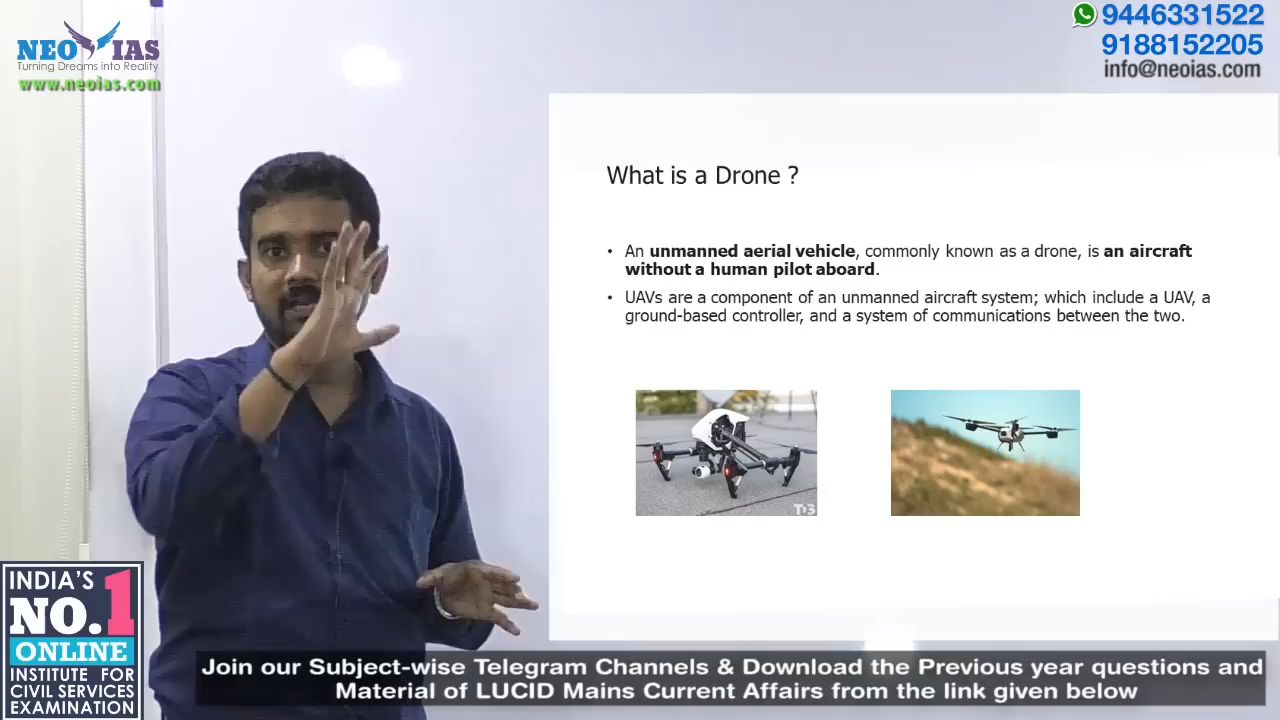 NEO IAS
Turning Dreams into Reality
www.neoias.com
9446331522
9188152205
info@neoias.com
What is a Drone ?
• An unmanned aerial vehicle, commonly known as a drone, is an aircraft
without a human pilot aboard.
• UAVs are a component of an unmanned aircraft system; which include a UAV, a
ground-based controller, and a system of communications between the two.
INDIA'S
NO.1
ONLINE
INSTITUTE FOR
CIVIL SERVICES
EXAMINATION
Join our Subject-wise Telegram Channels & Download the Previous year questions and
Material of LUCID Mains Current Affairs from the link given below